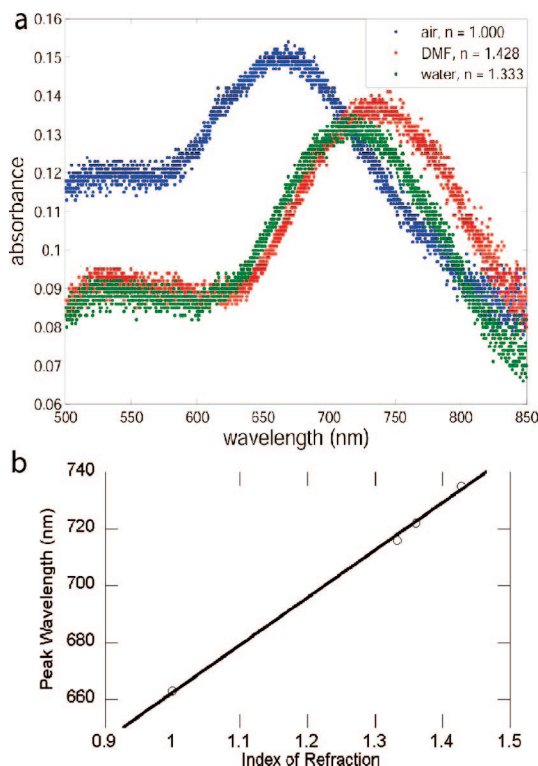 a
air, n = 1.000
DMF, n = 1.428
water, n = 1.333
0.16
0.15
0.14
0.13
0.12
0.11
0.1
0.09
0.08
0.07
0.06
absorbance
500 550 600 650 700 750 800 850
wavelength (nm)
b
740
720
700
680
660
Peak Wavelength (nm)
0.9 1 1.1 1.2 1.3 1.4 1.5
Index of Refraction